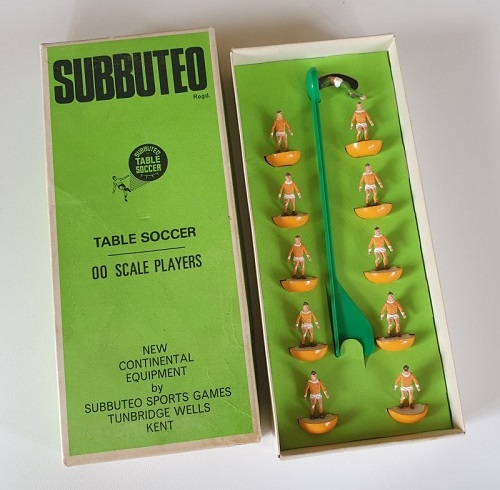 SUBBUTEO
Regd.
SUBBUTEO
TABLE
SOCCER
TABLE SOCCER
00 SCALE PLAYERS
NEW
CONTINENTAL
EQUIPMENT
by
SUBBUTEO SPORTS GAMES
TUNBRIDGE WELLS
KENT